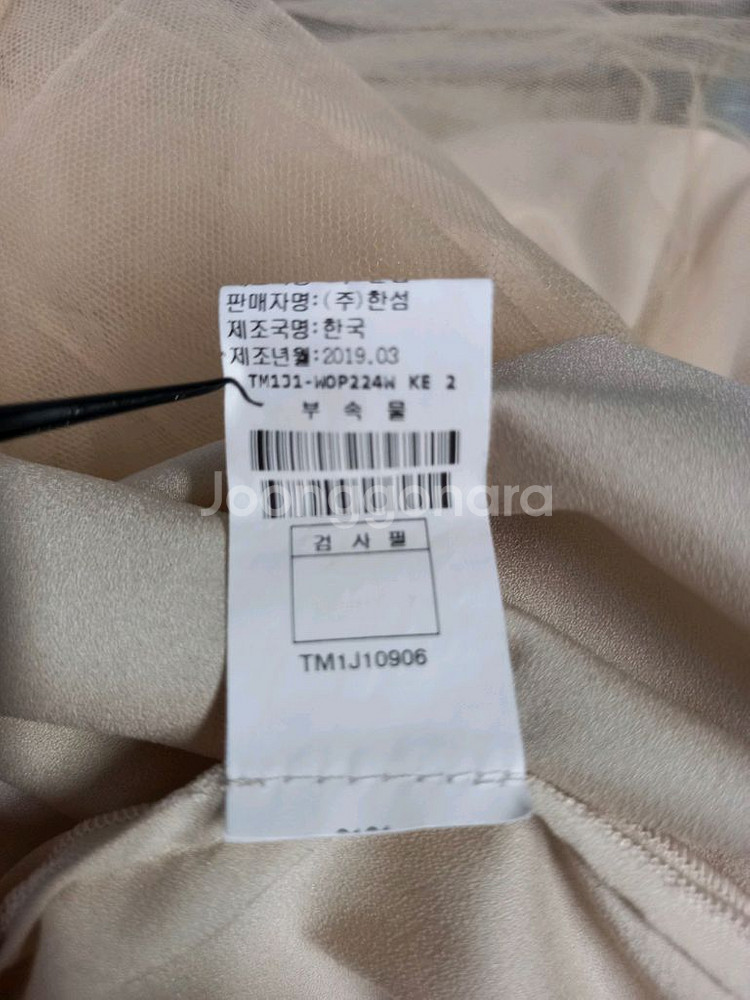 판매자명:(주)한섬
제조국명:한국
제조년월:2019.03
TM1J1-WOP224W KE 2
부 속 물
Joonggonara
검 사 필
TM1J10906